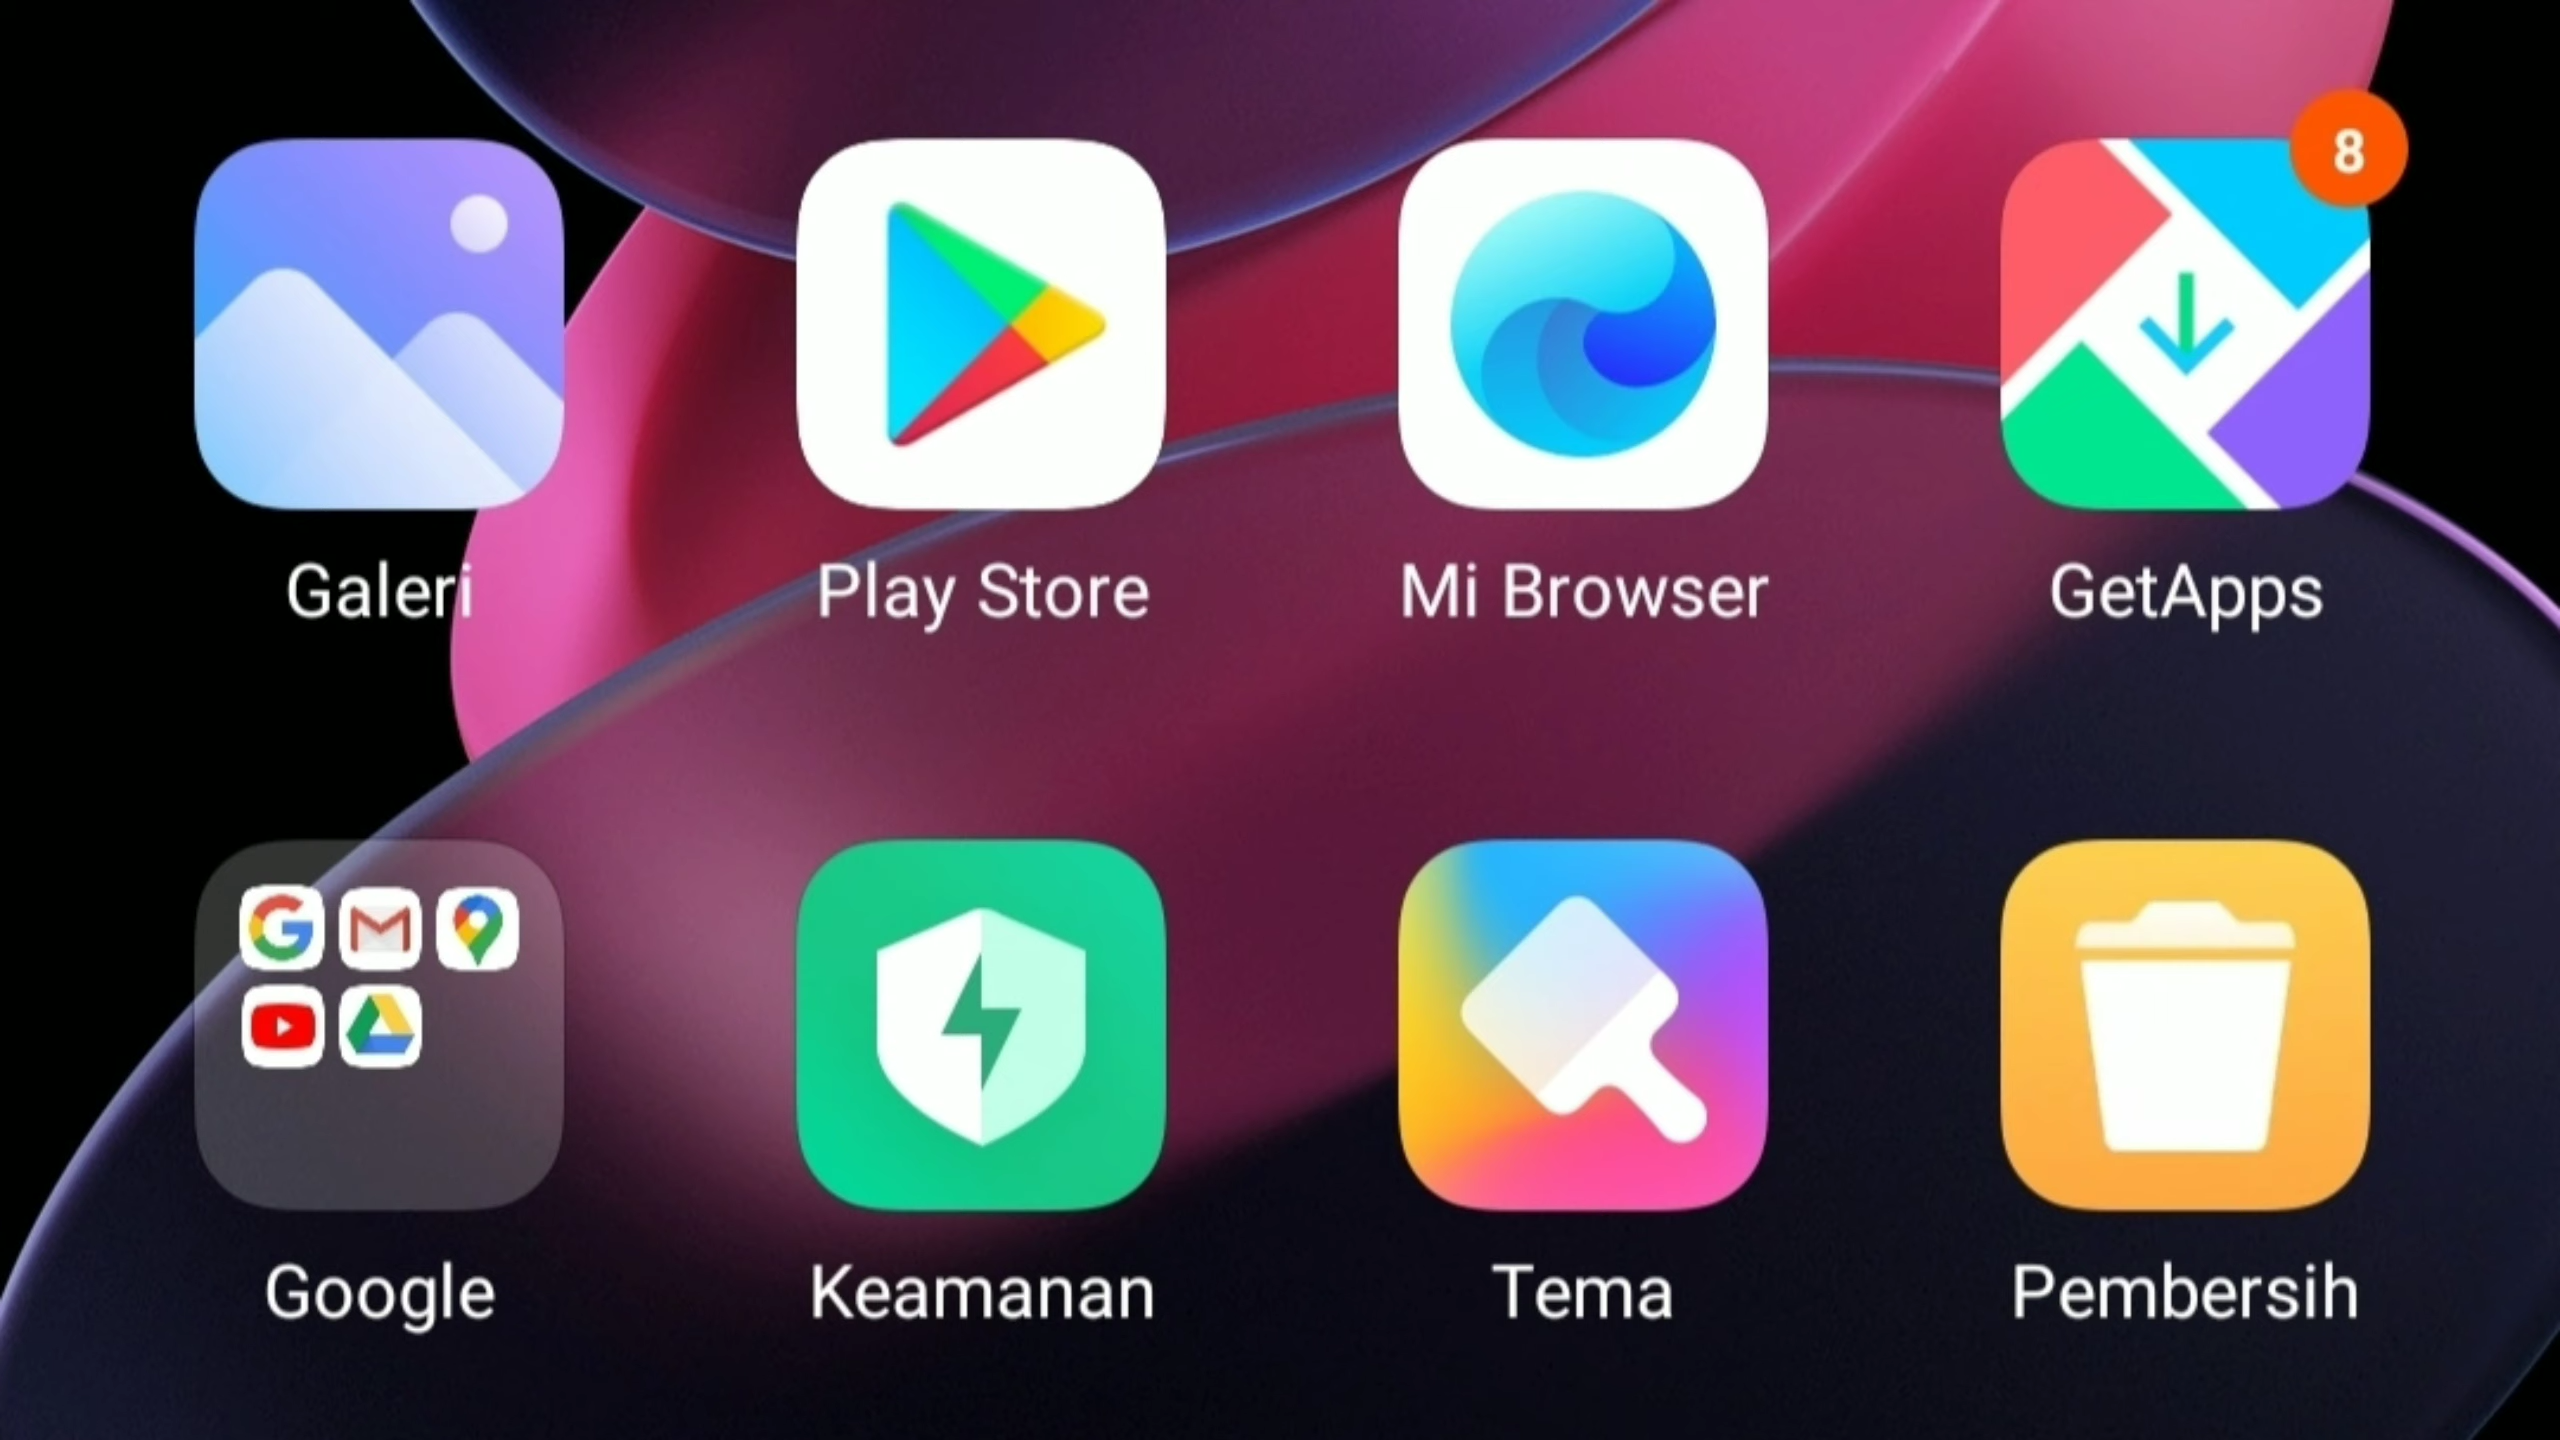 8
Galeri
Play Store
Mi Browser
GetApps
Google
Keamanan
Tema
Pembersih